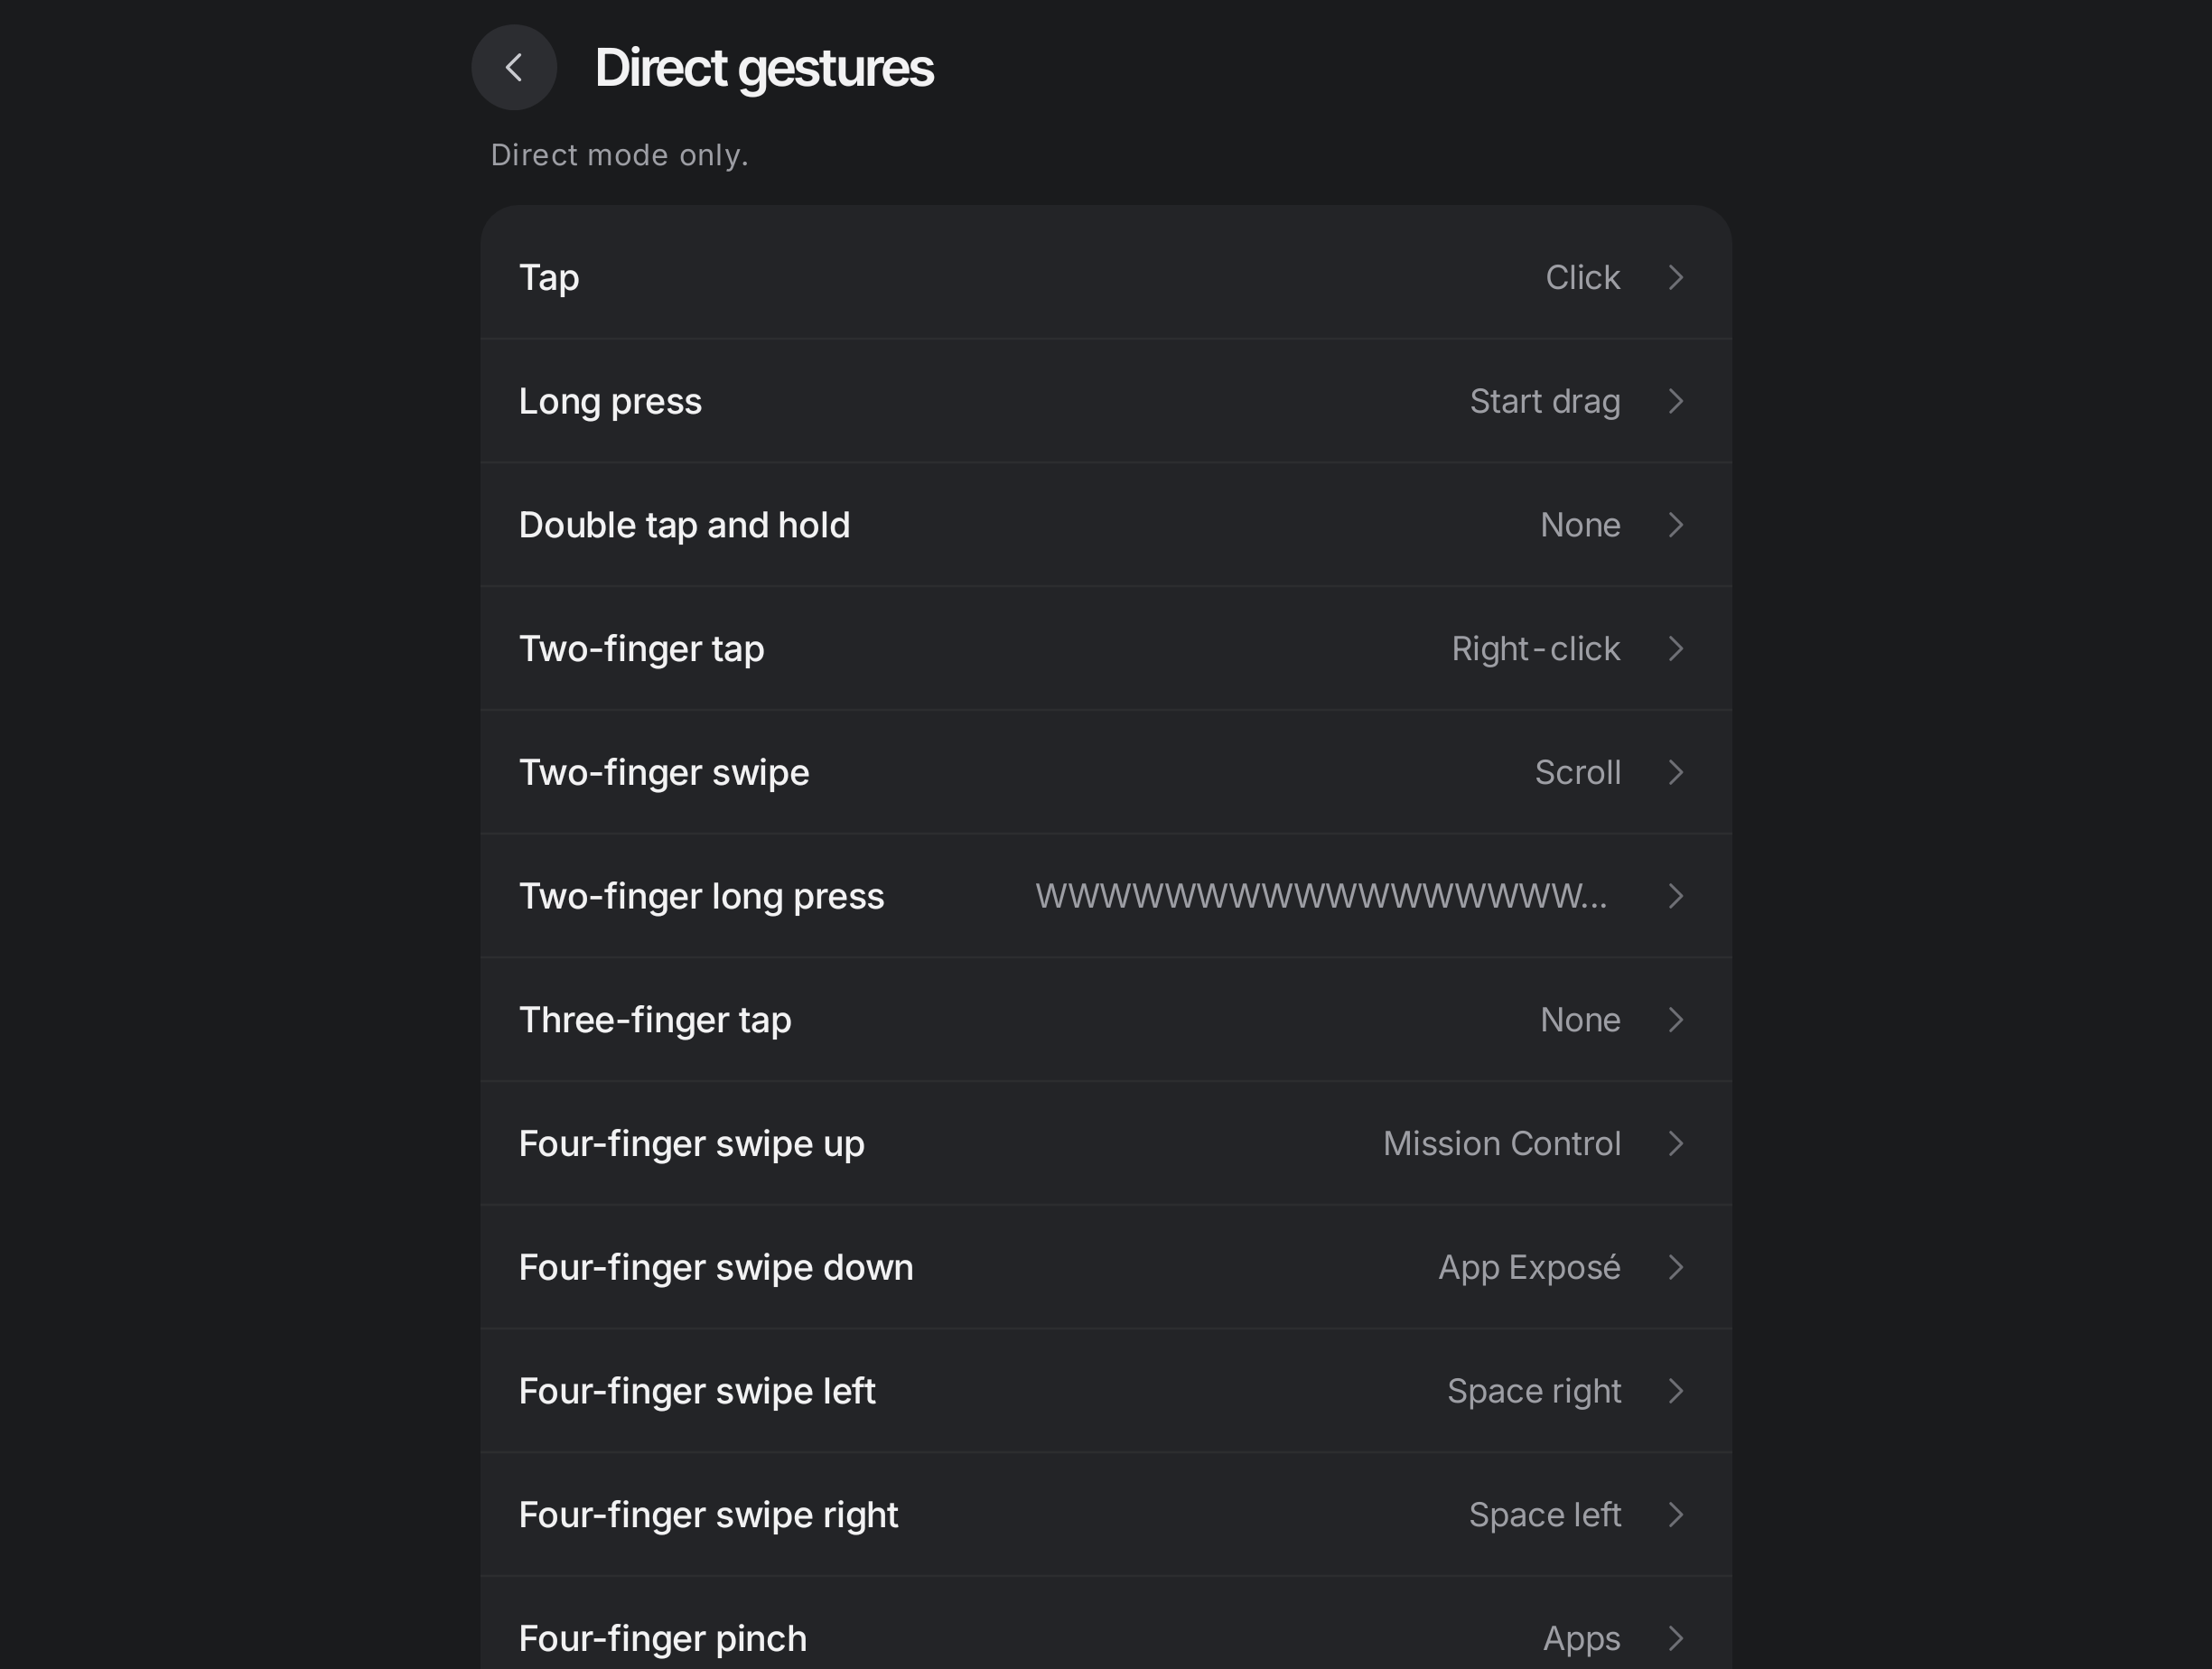 Direct gestures
Direct mode only.
Tap Click
Long press Start drag
Double tap and hold None
Two-finger tap Right-click
Two-finger swipe Scroll
Two-finger long press WWWWWWWWWWWWWWWWW...
Three-finger tap None
Four-finger swipe up Mission Control
Four-finger swipe down App Exposé
Four-finger swipe left Space right
Four-finger swipe right Space left
Four-finger pinch Apps